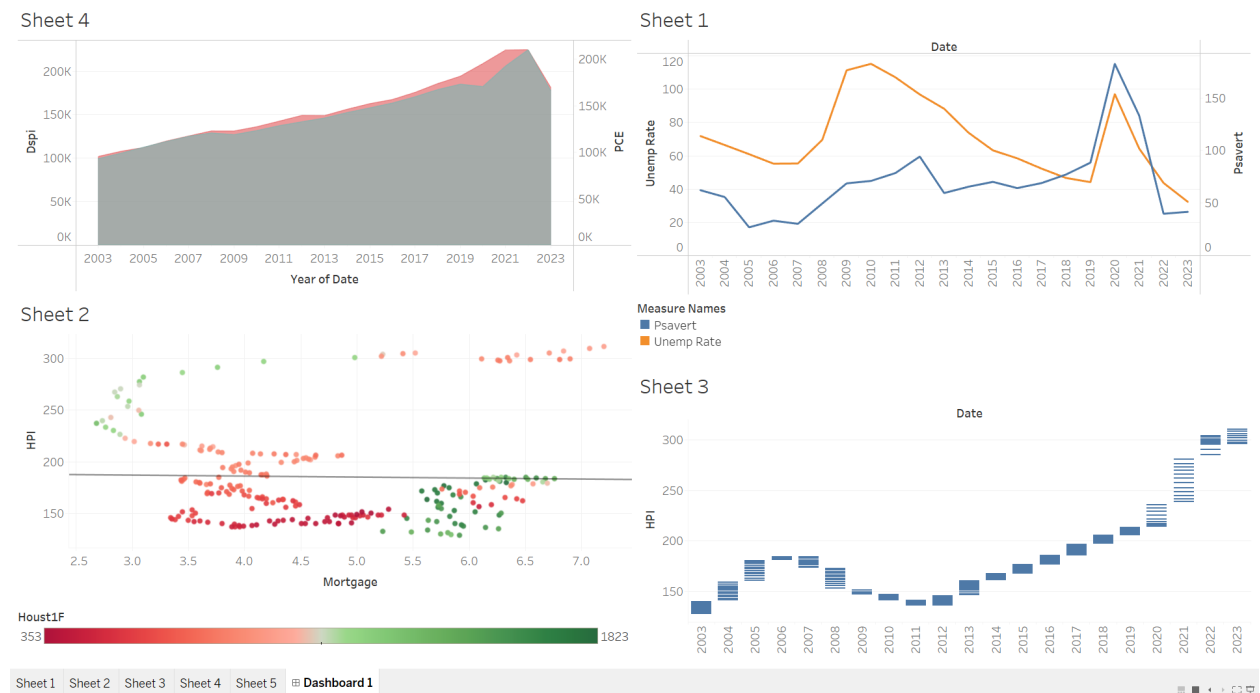 Sheet 4
200K
150K
100K
50K
0K
Dspi
200K
150K
100K
50K
0K
PCE
2003 2005 2007 2009 2011 2013 2015 2017 2019 2021 2023
Year of Date
Sheet 1
Date
120
100
80
60
40
20
0
Unemp Rate
150
100
50
0
Psavert
2003 2004 2005 2006 2007 2008 2009 2010 2011 2012 2013 2014 2015 2016 2017 2018 2019 2020 2021 2022 2023
Measure Names
Psavert
Unemp Rate
Sheet 2
300
250
200
150
HPI
2.5 3.0 3.5 4.0 4.5 5.0 5.5 6.0 6.5 7.0
Mortgage
Houst1F
353 1823
Sheet 3
Date
300
250
200
150
HPI
2003 2004 2005 2006 2007 2008 2009 2010 2011 2012 2013 2014 2015 2016 2017 2018 2019 2020 2021 2022 2023
Sheet 1 Sheet 2 Sheet 3 Sheet 4 Sheet 5 Dashboard 1